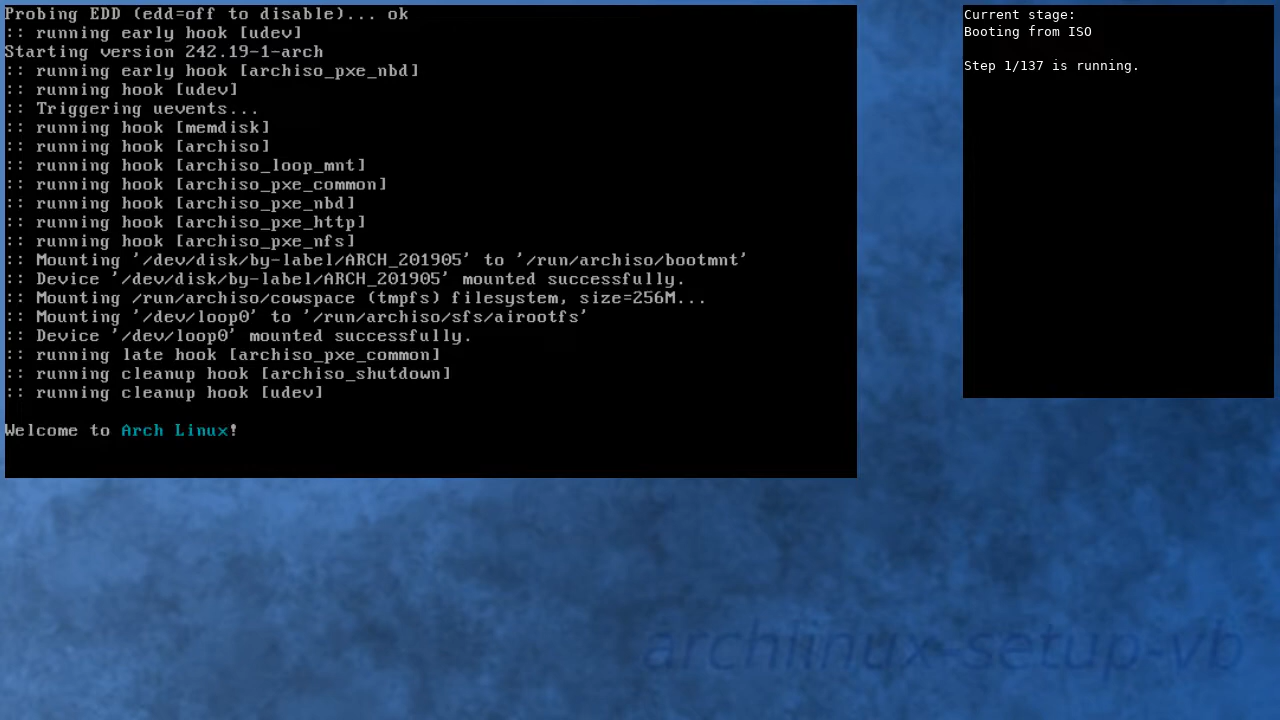 Probing EDD (edd=off to disable)... ok
:: running early hook [udev]
Starting version 242.19-1-arch
:: running early hook [archiso_pxe_nbd]
:: running hook [udev]
:: Triggering uevents...
:: running hook [memdisk]
:: running hook [archiso]
:: running hook [archiso_loop_mnt]
:: running hook [archiso_pxe_common]
:: running hook [archiso_pxe_nbd]
:: running hook [archiso_pxe_http]
:: running hook [archiso_pxe_nfs]
:: Mounting '/dev/disk/by-label/ARCH_201905' to '/run/archiso/bootmnt'
:: Device '/dev/disk/by-label/ARCH_201905' mounted successfully.
:: Mounting /run/archiso/cowspace (tmpfs) filesystem, size=256M...
:: Mounting '/dev/loop0' to '/run/archiso/sfs/airootfs'
:: Device '/dev/loop0' mounted successfully.
:: running late hook [archiso_pxe_common]
:: running cleanup hook [archiso_shutdown]
:: running cleanup hook [udev]
Welcome to Arch Linux!
Current stage:
Booting from ISO
Step 1/137 is running.
archlinux-setup-vb